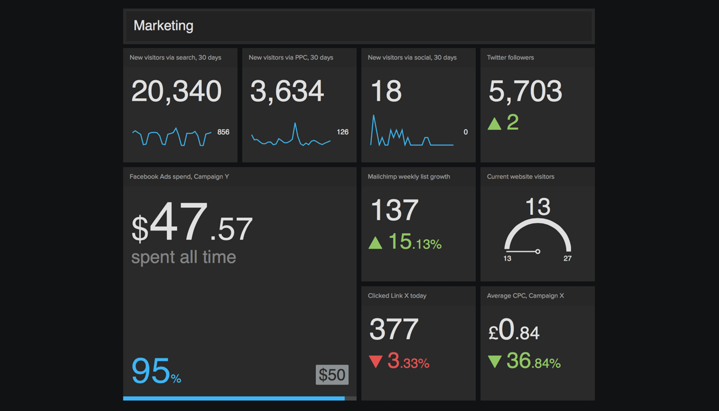 Marketing
New visitors via search, 30 days
20,340
856
New visitors via PPC, 30 days
3,634
126
New visitors via social, 30 days
18
0
Twitter followers
5,703
▲ 2
Facebook Ads spend, Campaign Y
$47.57
spent all time
95%
$50
Mailchimp weekly list growth
137
▲ 15.13%
Current website visitors
13
13
27
Clicked Link X today
377
▼ 3.33%
Average CPC, Campaign X
£0.84
▼ 36.84%